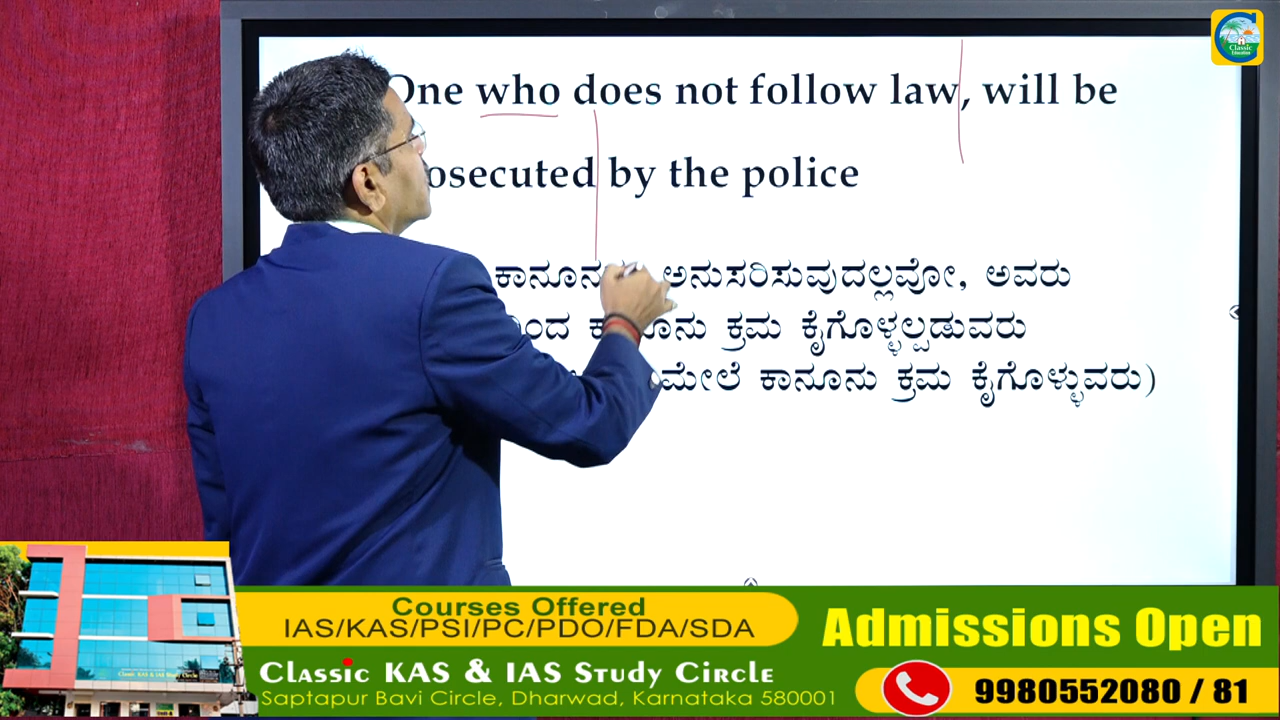 One who does not follow law, will be
by the police
ಅನುಸರಿಸುವುದಲ್ಲವೋ, ಅವರು
ಕ್ರಮ ಕೈಗೊಳ್ಳಲ್ಪಡುವರು
ಕಾನೂನು ಕ್ರಮ ಕೈಗೊಳ್ಳುವರು)
Classic
Education
Courses Offered
IAS/KAS/PSI/PC/PDO/FDA/SDA
Classic KAS & IAS Study Circle
Saptapur Bavi Circle, Dharwad, Karnataka 580001
Admissions Open
9980552080 / 81